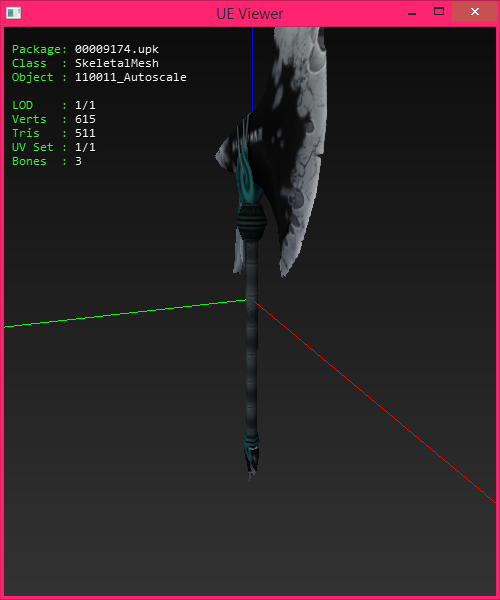 UE Viewer
Package: 00009174.upk
Class  : SkeletalMesh
Object : 110011_Autoscale
LOD    : 1/1
Verts  : 615
Tris   : 511
UV Set : 1/1
Bones  : 3